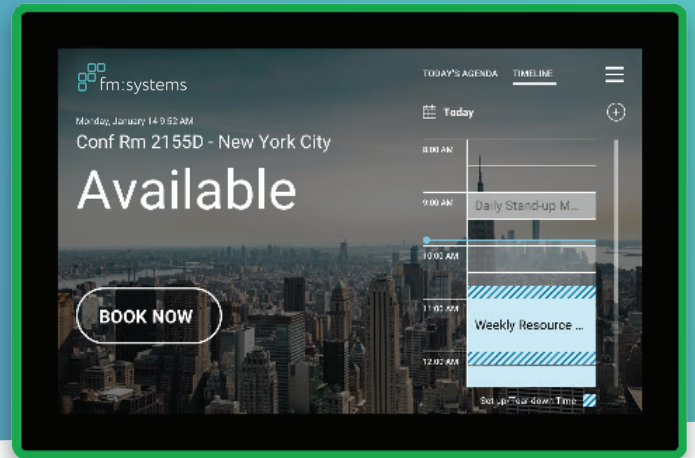 fm:systems
TODAY'S AGENDA TIMELINE
Monday, January 14 9:52 AM
Conf Rm 2155D - New York City
Available
BOOK NOW
Today
8:00 AM
9:00 AM
Daily Stand-up M...
10:00 AM
11:00 AM
Weekly Resource ...
12:00 AM
Set up/Tear down Time